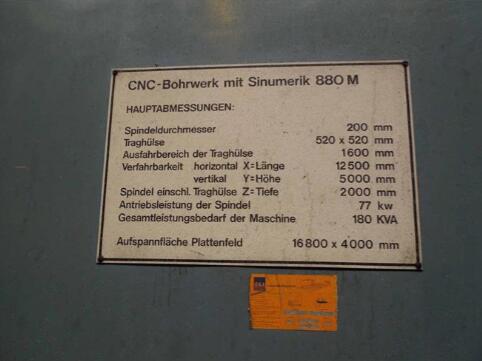 CNC-Bohrwerk mit Sinumerik 880 M
HAUPTABMESSUNGEN:
Spindeldurchmesser 200 mm
Traghülse 520 x 520 mm
Ausfahrbereich der Traghülse 1600 mm
Verfahrbarkeit horizontal X=Länge 12500 mm
vertikal Y=Höhe 5000 mm
Spindel einschl. Traghülse Z=Tiefe 2000 mm
Antriebsleistung der Spindel 77 kw
Gesamtleistungsbedarf der Maschine 180 KVA
Aufspannfläche Plattenfeld 16800 x 4000 mm